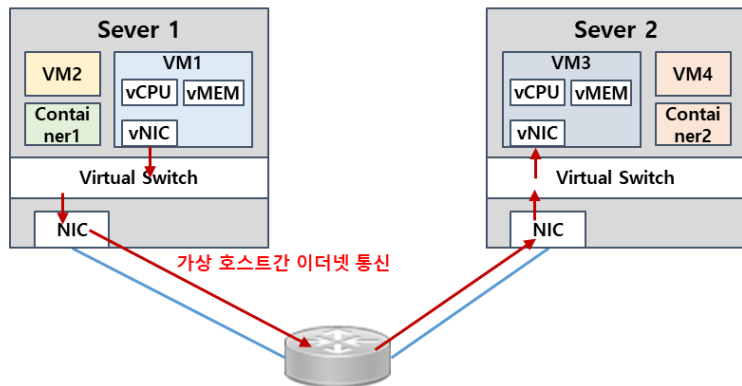 Sever 1
VM2
Contai
ner1
VM1
vCPU
vMEM
vNIC
Virtual Switch
NIC
Sever 2
VM3
vCPU
vMEM
vNIC
VM4
Contai
ner2
Virtual Switch
NIC
가상 호스트간 이더넷 통신